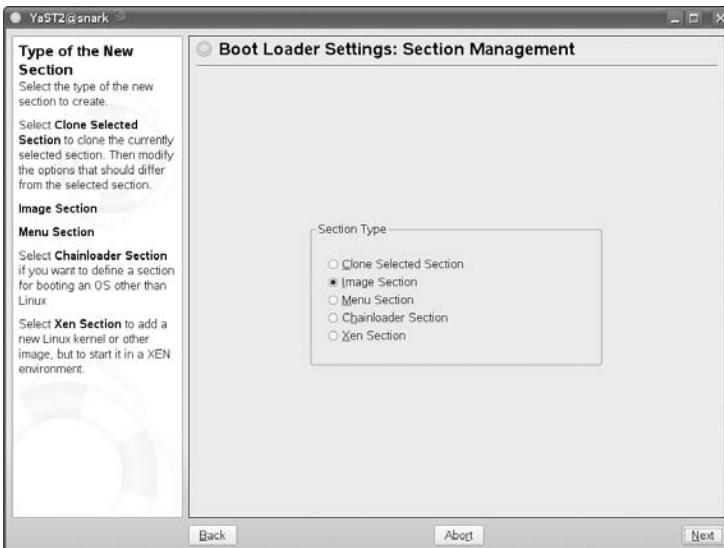 YaST2@snark
Type of the New
Section
Select the type of the new
section to create.
Select Clone Selected
Section to clone the currently
selected section. Then modify
the options that should differ
from the selected section.
Image Section
Menu Section
Select Chainloader Section
if you want to define a section
for booting an OS other than
Linux
Select Xen Section to add a
new Linux kernel or other
image, but to start it in a XEN
environment.
Boot Loader Settings: Section Management
Section Type
Clone Selected Section
Image Section
Menu Section
Chainloader Section
Xen Section
Back
Abort
Next